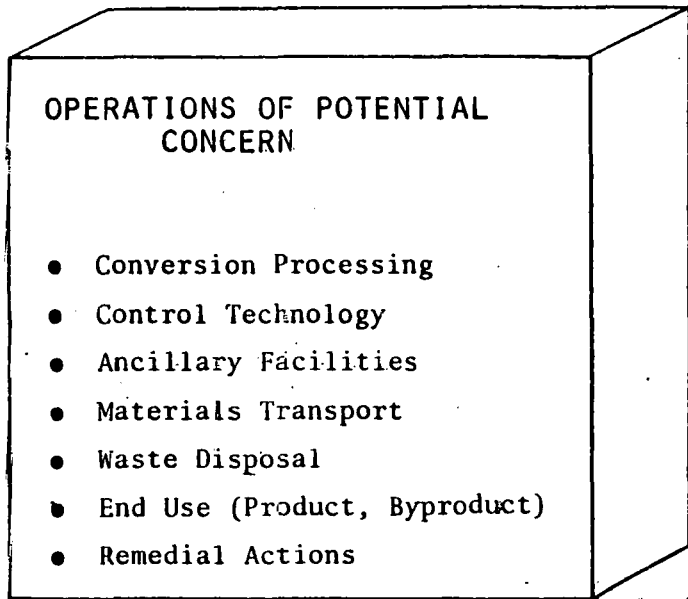 OPERATIONS OF POTENTIAL
CONCERN
• Conversion Processing
• Control Technology
• Ancillary Facilities
• Materials Transport
• Waste Disposal
• End Use (Product, Byproduct)
• Remedial Actions